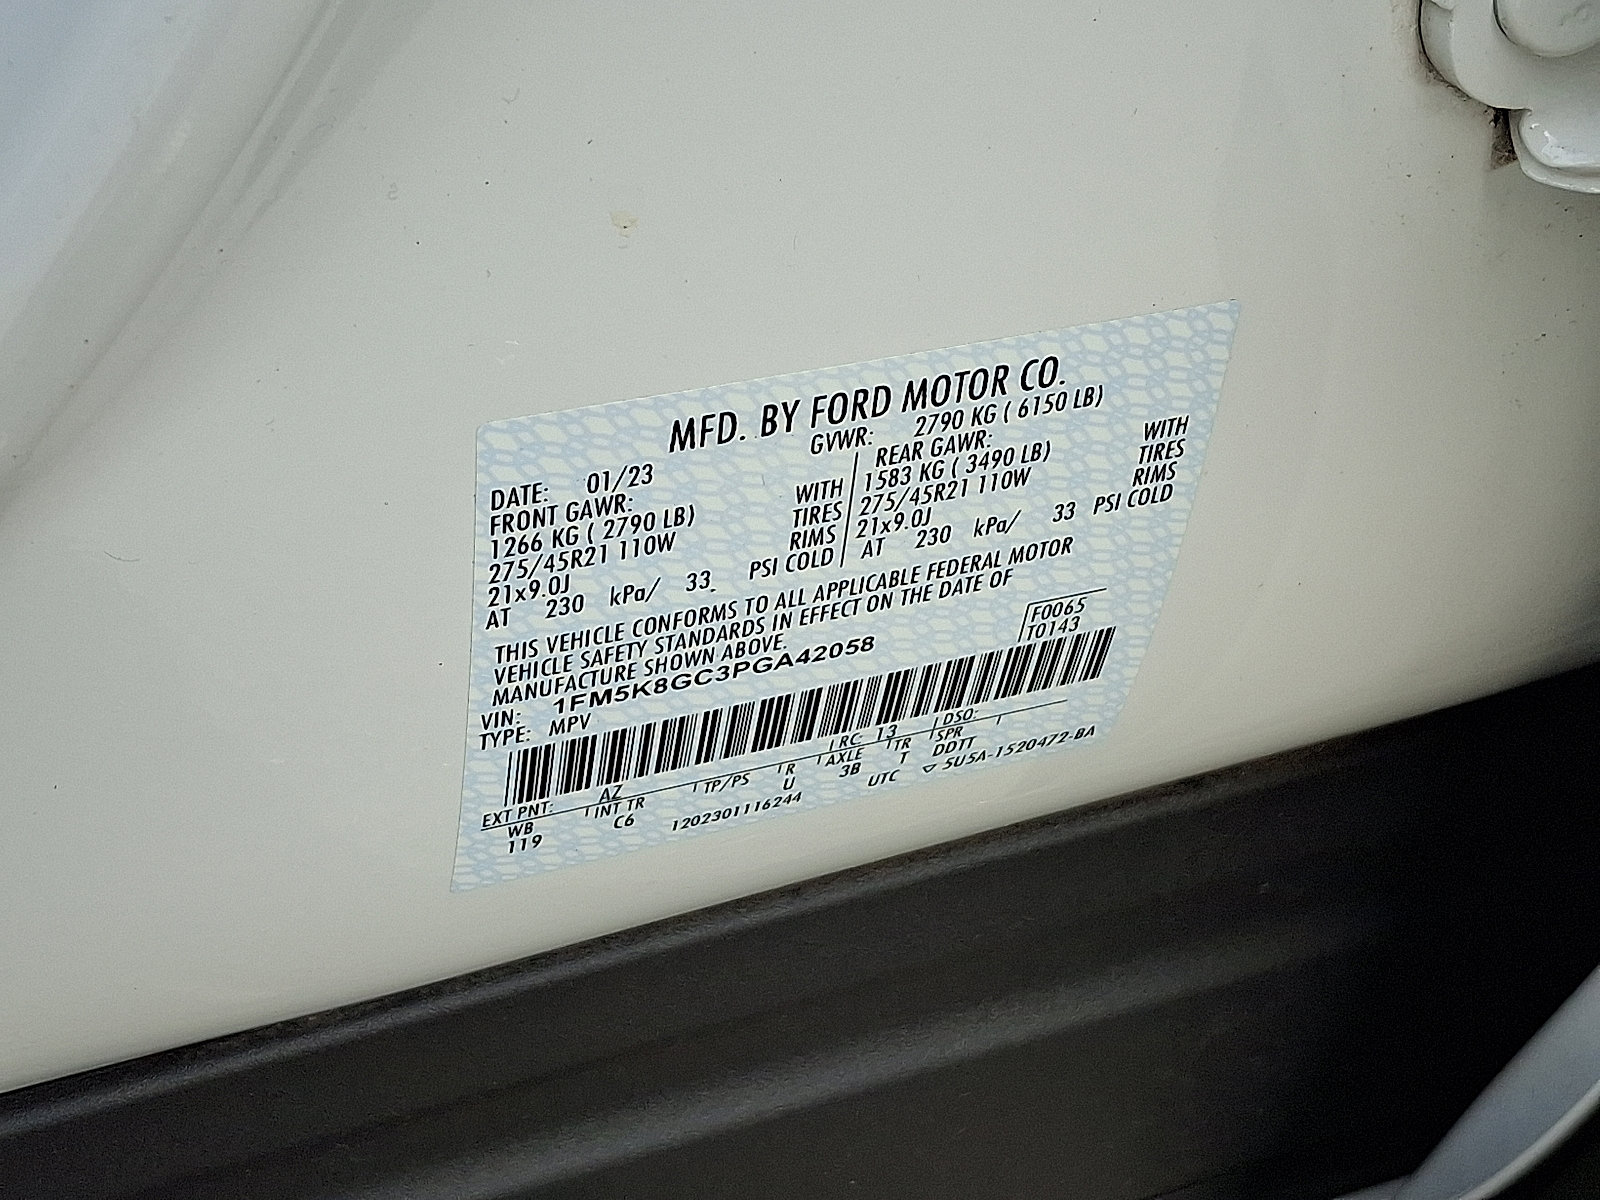 MFD. BY FORD MOTOR CO.
DATE: 01/23 GVWR: 2790 KG ( 6150 LB)
FRONT GAWR: REAR GAWR:
1266 KG ( 2790 LB) WITH 1583 KG ( 3490 LB) WITH
275/45R21 110W TIRES 275/45R21 110W TIRES
21x9.0J RIMS 21x9.0J RIMS
AT 230 kPa/ 33 PSI COLD AT 230 kPa/ 33 PSI COLD
THIS VEHICLE CONFORMS TO ALL APPLICABLE FEDERAL MOTOR
VEHICLE SAFETY STANDARDS IN EFFECT ON THE DATE OF
MANUFACTURE SHOWN ABOVE.
VIN: 1FM5K8GC3PGA42058 F0065
TYPE: MPV T0143
EXT PNT: AZ RC: 13 DSO:
WB INT TR TP/PS R AXLE TR SPR
119 C6 U 3B T DDTT
1202301116244 UTC ▽ 5U5A-1520472-BA